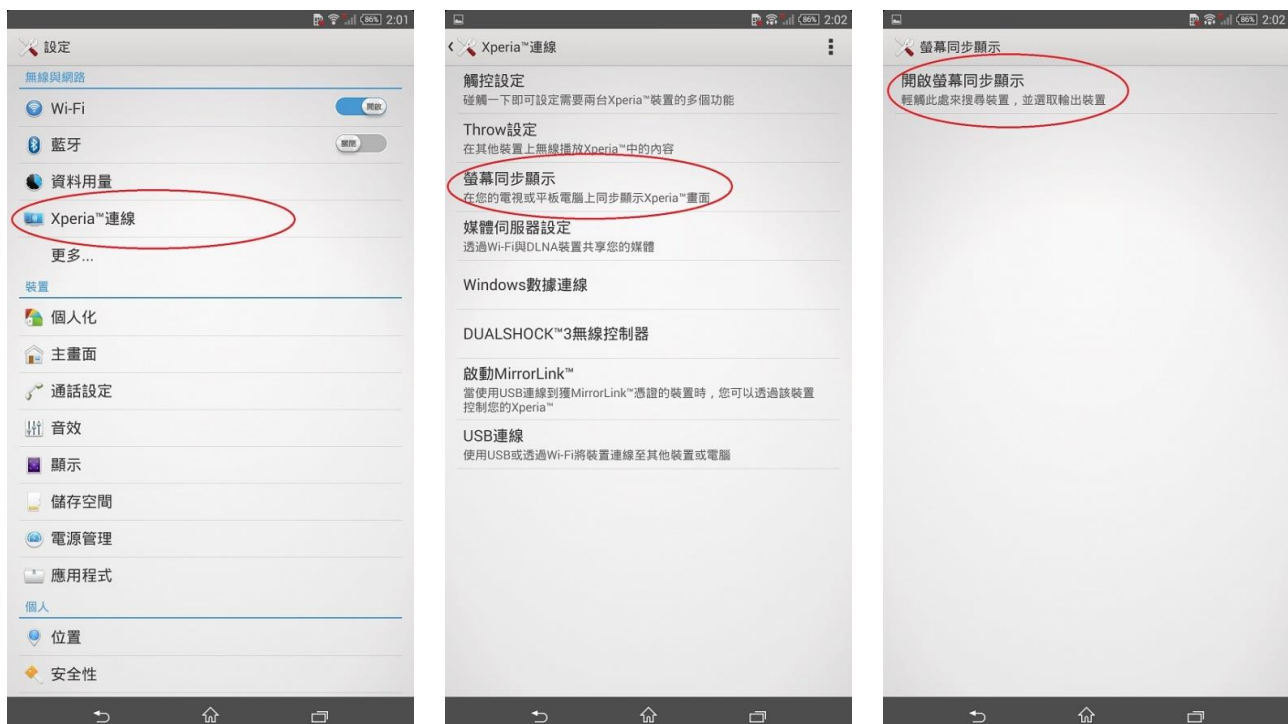 86% 2:01
設定
無線與網路
Wi-Fi
開啟
藍牙
關閉
資料用量
Xperia™連線
更多...
裝置
個人化
主畫面
通話設定
音效
顯示
儲存空間
電源管理
應用程式
個人
位置
安全性
86% 2:02
Xperia™連線
觸控設定
碰觸一下即可設定需要兩台Xperia™裝置的多個功能
Throw設定
在其他裝置上無線播放Xperia™中的內容
螢幕同步顯示
在您的電視或平板電腦上同步顯示Xperia™畫面
媒體伺服器設定
透過Wi-Fi與DLNA裝置共享您的媒體
Windows數據連線
DUALSHOCK™3無線控制器
啟動MirrorLink™
當使用USB連線到獲MirrorLink™憑證的裝置時，您可以透過該裝置
控制您的Xperia™
USB連線
使用USB或透過Wi-Fi將裝置連線至其他裝置或電腦
86% 2:02
螢幕同步顯示
開啟螢幕同步顯示
輕觸此處來搜尋裝置，並選取輸出裝置